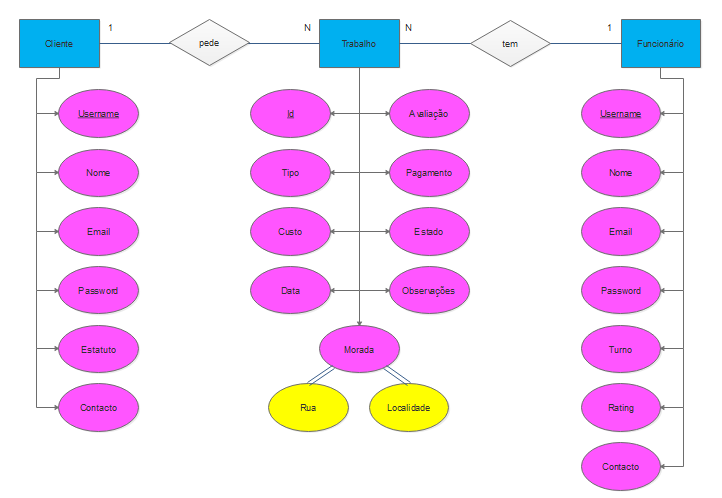 1
N
N
1
Cliente
pede
Trabalho
tem
Funcionário
Username
Id
Avaliação
Username
Nome
Tipo
Pagamento
Nome
Email
Custo
Estado
Email
Password
Data
Observações
Password
Estatuto
Morada
Turno
Contacto
Rua
Localidade
Rating
Contacto